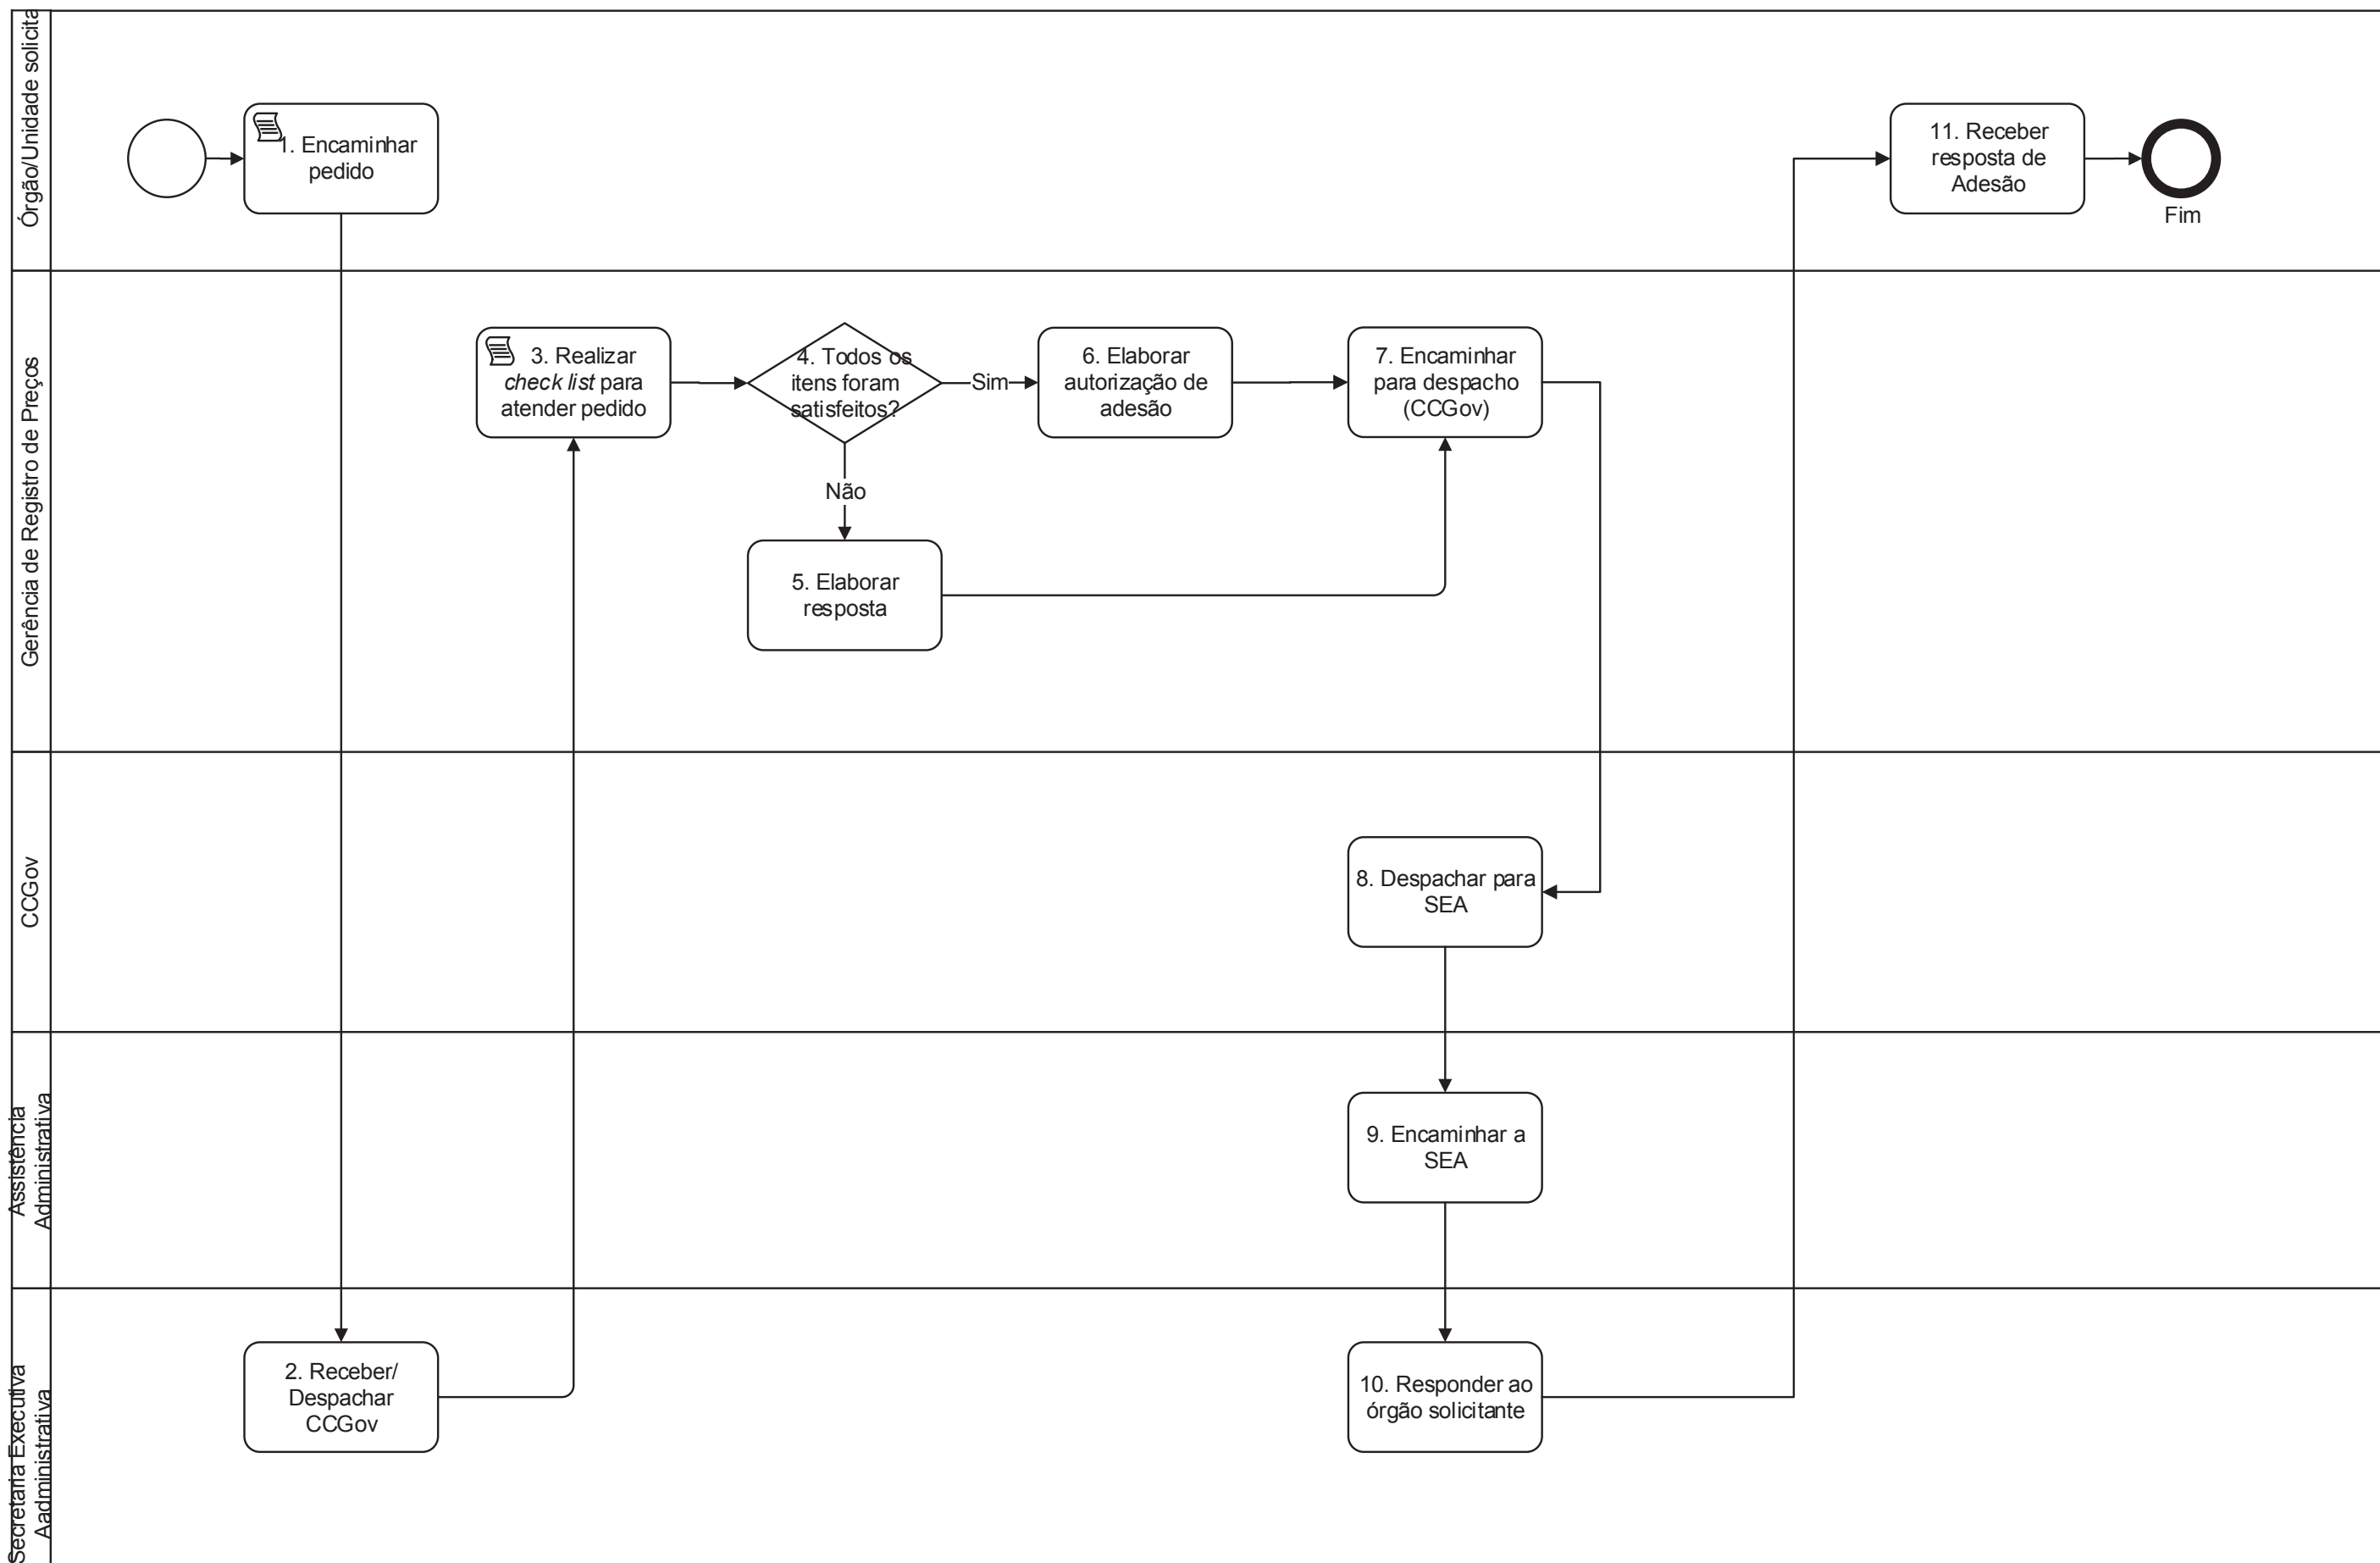 Órgão/Unidade solicita
1. Encaminhar
pedido
11. Receber
resposta de
Adesão
Fim
Gerência de Registro de Preços
3. Realizar
check list para
atender pedido
4. Todos os
itens foram
satisfeitos?
Sim
6. Elaborar
autorização de
adesão
7. Encaminhar
para despacho
(CCGov)
Não
5. Elaborar
resposta
CCGov
8. Despachar para
SEA
Assistência
Administrativa
9. Encaminhar a
SEA
Secretaria Executiva
Aadministrativa
2. Receber/
Despachar
CCGov
10. Responder ao
órgão solicitante